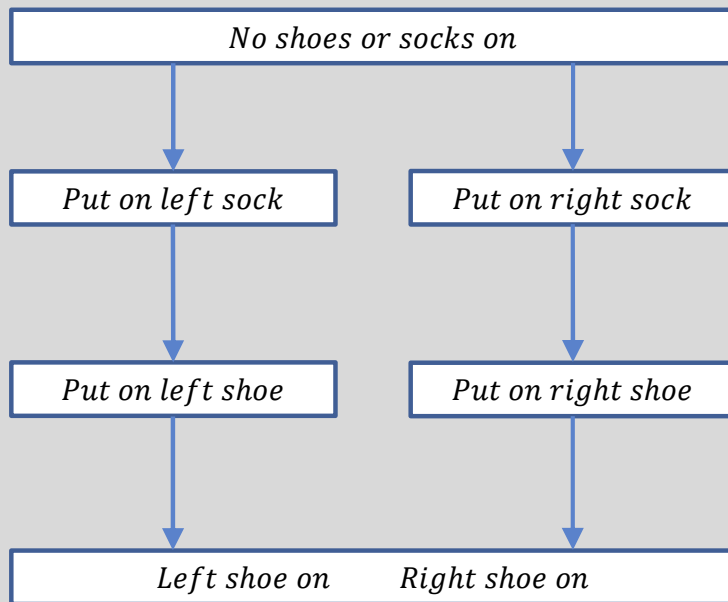 No shoes or socks on
Put on left sock
Put on right sock
Put on left shoe
Put on right shoe
Left shoe on Right shoe on